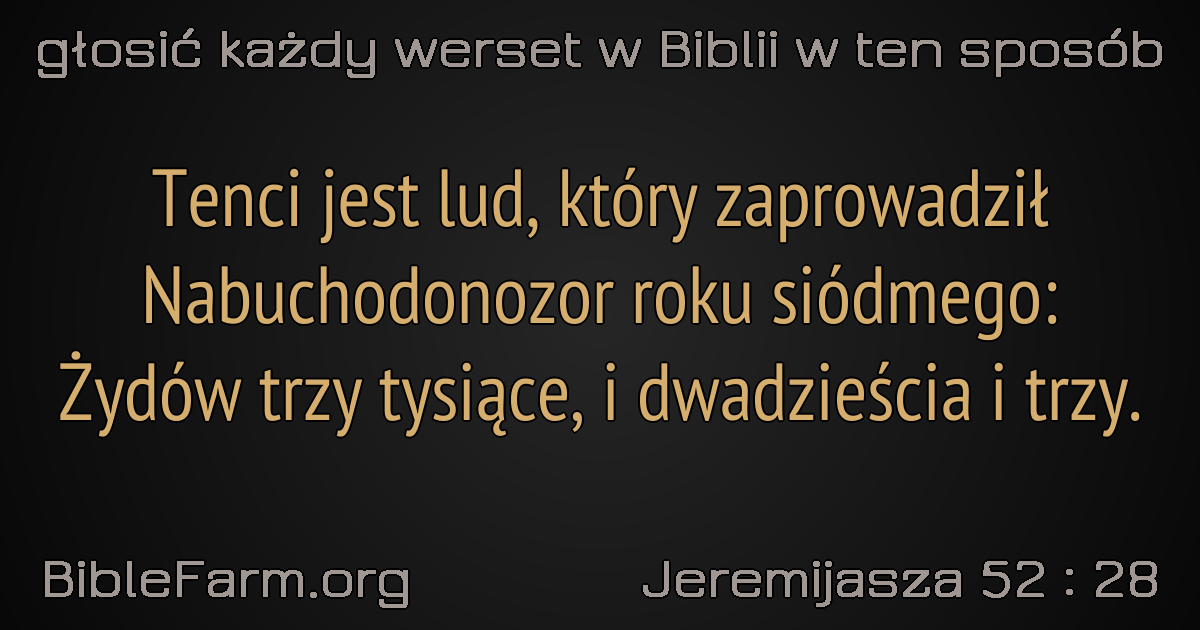 głosić każdy werset w Biblii w ten sposób
Tenci jest lud, który zaprowadził
Nabuchodonozor roku siódmego:
Żydów trzy tysiące, i dwadzieścia i trzy.
BibleFarm.org
Jeremijasza 52 : 28